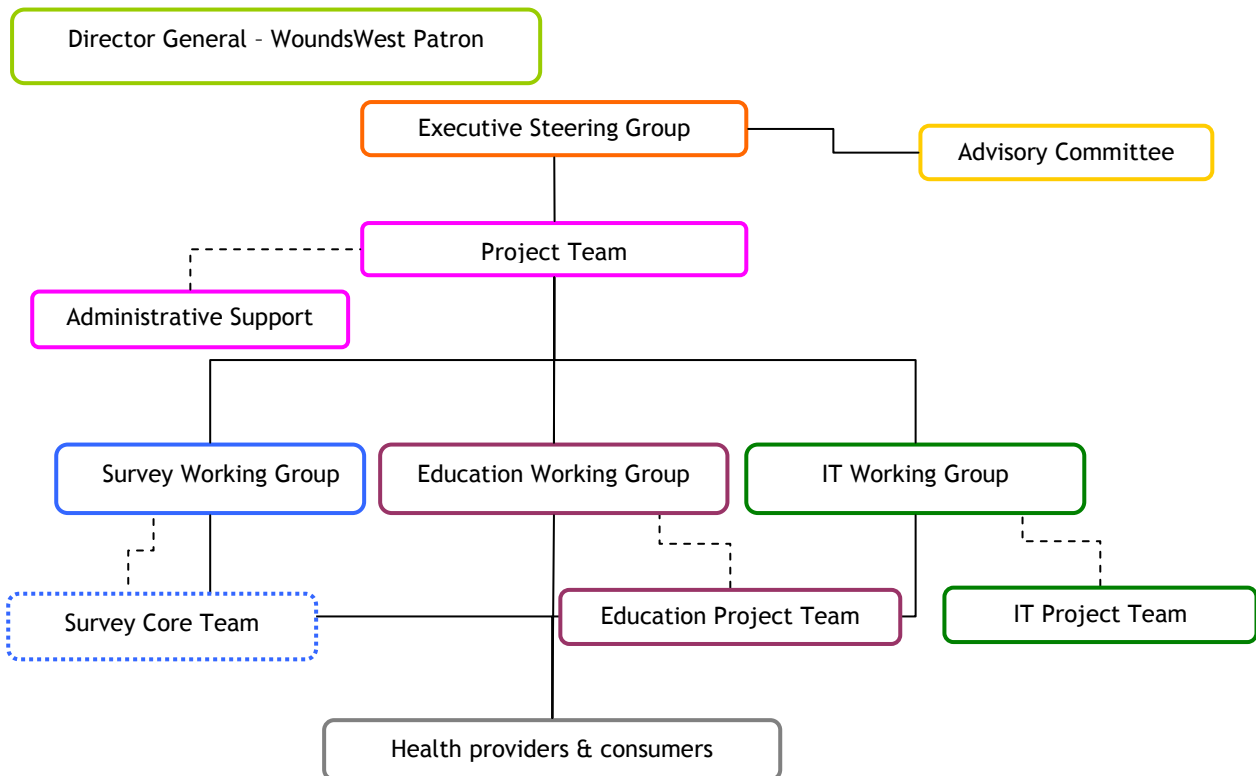 Director General – WoundsWest Patron
Executive Steering Group
Advisory Committee
Project Team
Administrative Support
Survey Working Group
Education Working Group
IT Working Group
Survey Core Team
Education Project Team
IT Project Team
Health providers & consumers